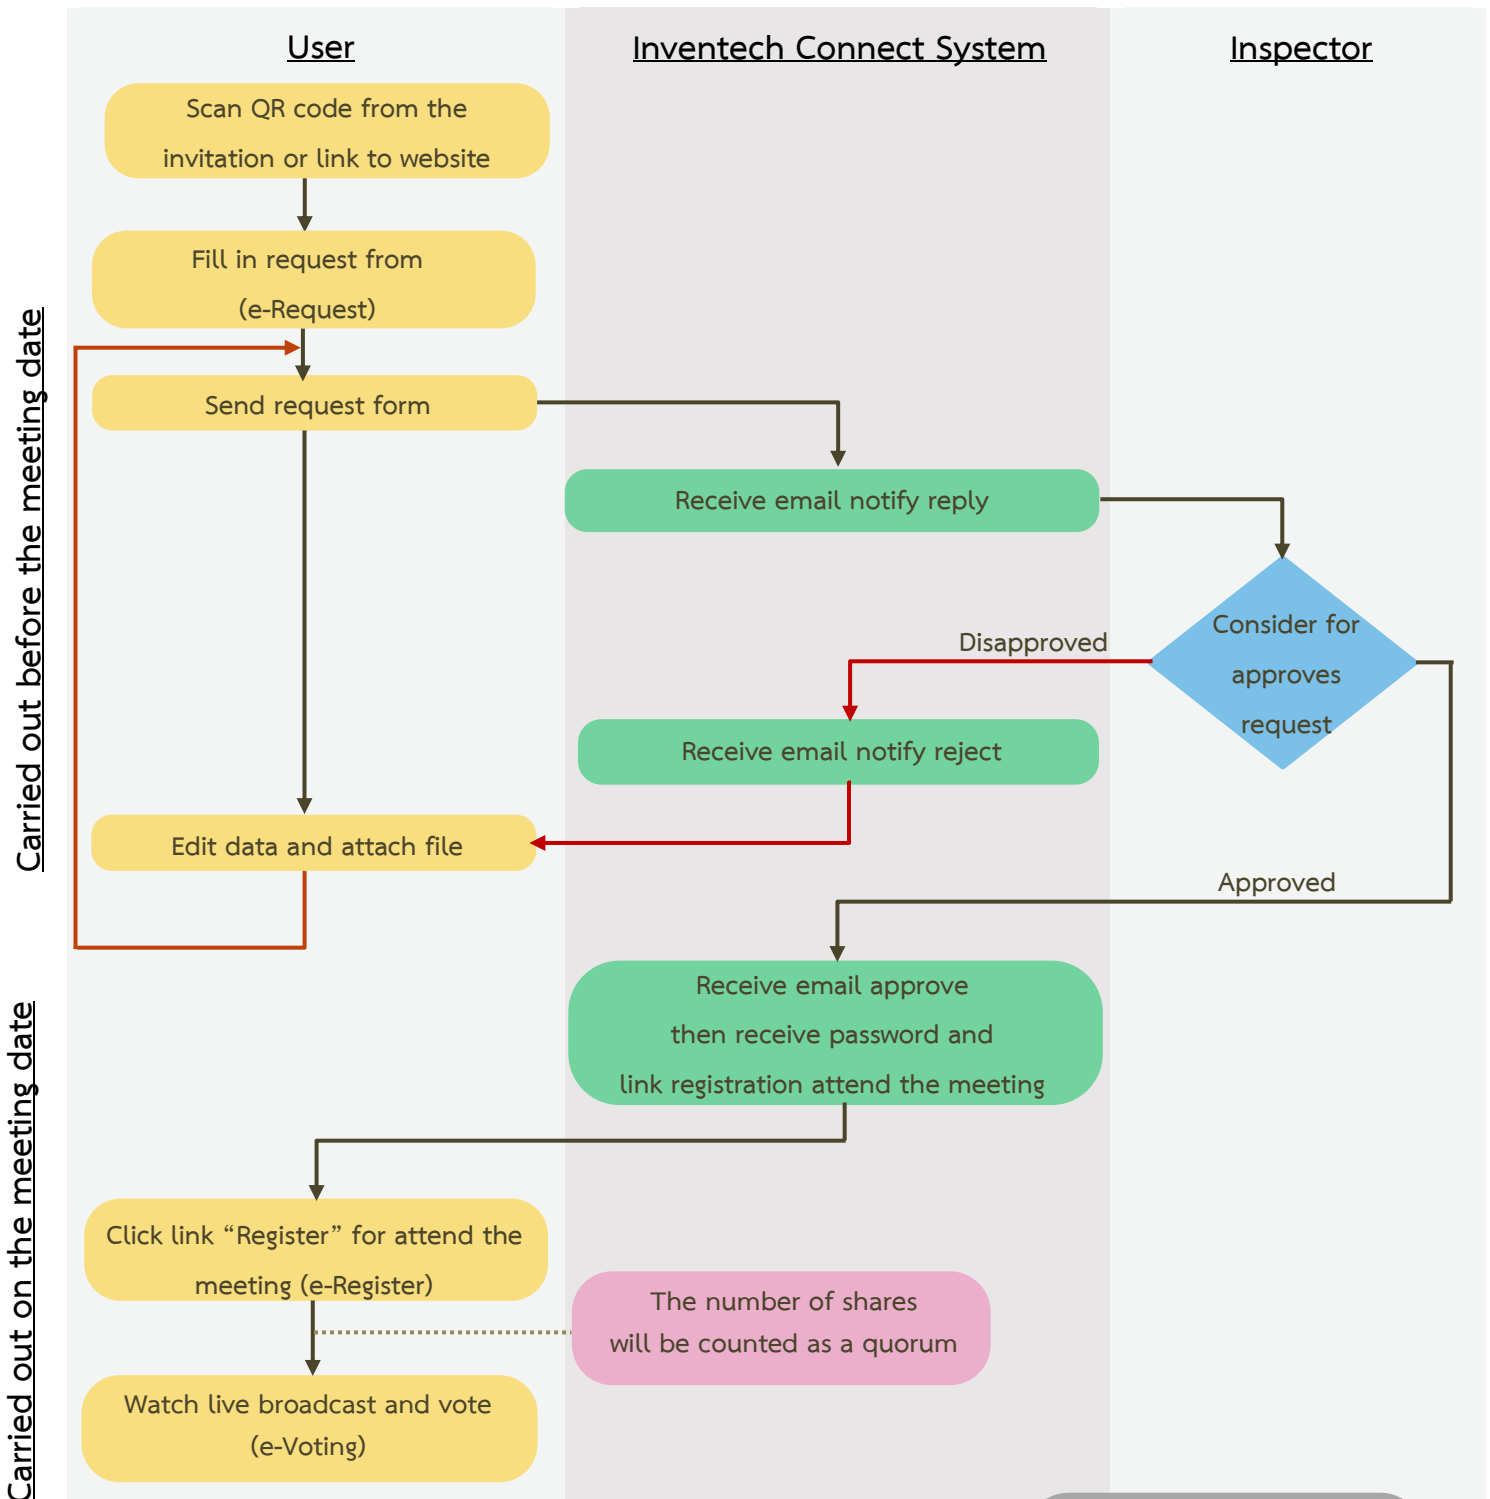 User
Inventech Connect System
Inspector
Scan QR code from the
invitation or link to website
Fill in request from
(e-Request)
Send request form
Receive email notify reply
Consider for
approves
request
Disapproved
Receive email notify reject
Edit data and attach file
Approved
Receive email approve
then receive password and
link registration attend the meeting
Click link “Register” for attend the
meeting (e-Register)
The number of shares
will be counted as a quorum
Watch live broadcast and vote
(e-Voting)
Carried out before the meeting date
Carried out on the meeting date